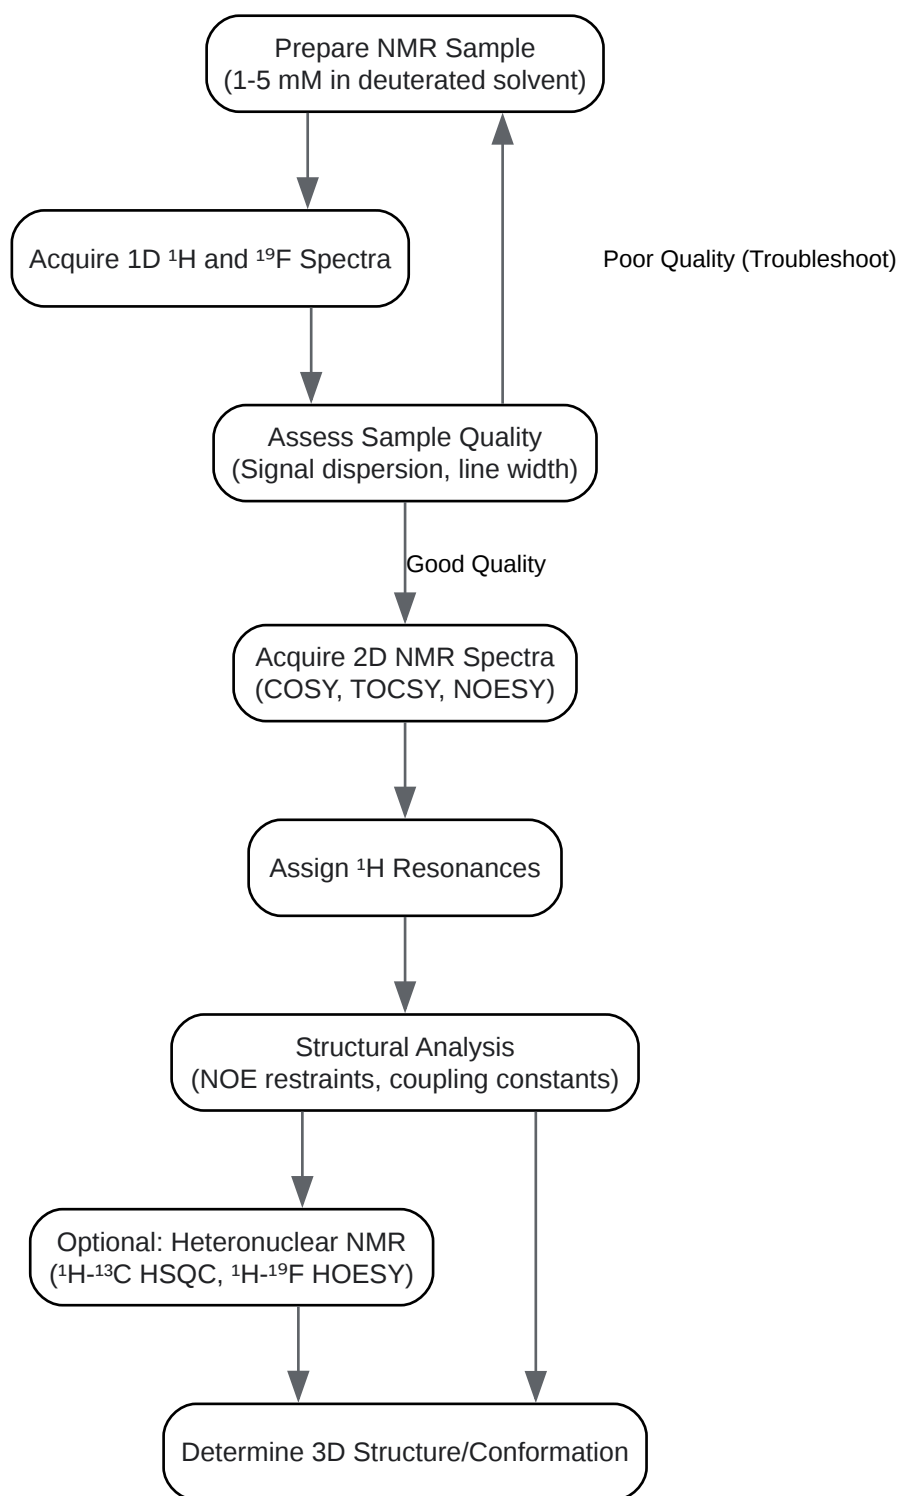 Prepare NMR Sample
(1-5 mM in deuterated solvent)
Acquire 1D ¹H and ¹⁹F Spectra
Poor Quality (Troubleshoot)
Assess Sample Quality
(Signal dispersion, line width)
Good Quality
Acquire 2D NMR Spectra
(COSY, TOCSY, NOESY)
Assign ¹H Resonances
Structural Analysis
(NOE restraints, coupling constants)
Optional: Heteronuclear NMR
(¹H-¹³C HSQC, ¹H-¹⁹F HOESY)
Determine 3D Structure/Conformation